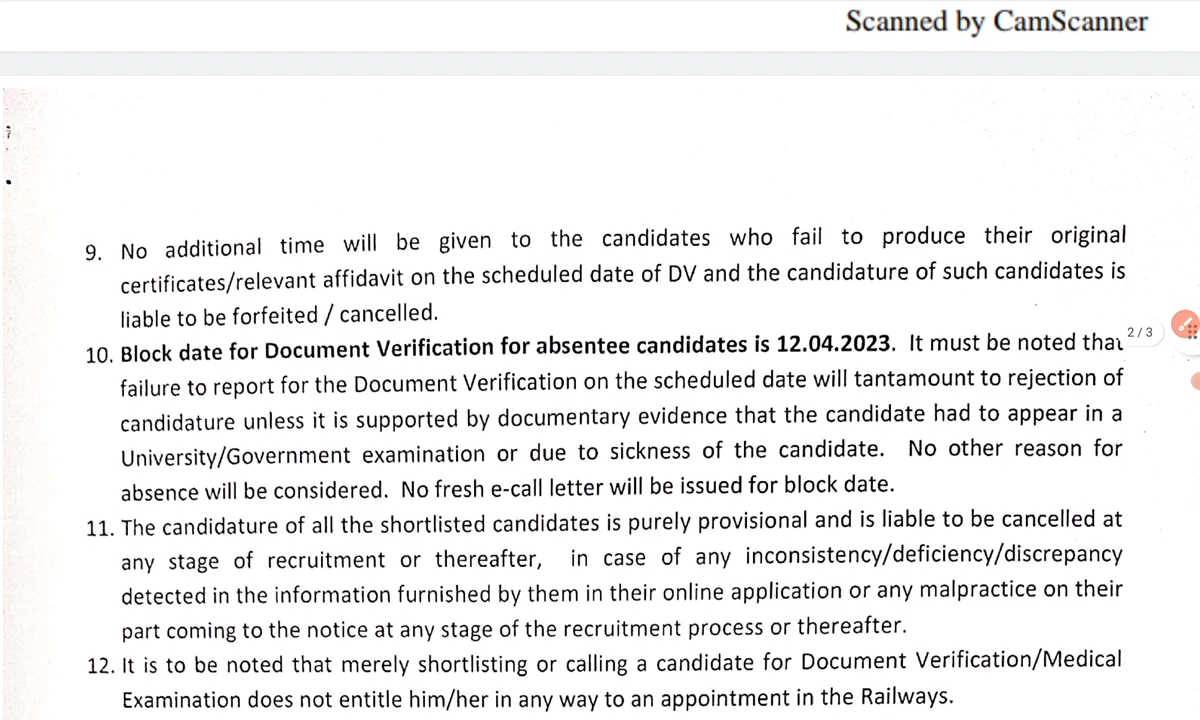 Scanned by CamScanner
9. No additional time will be given to the candidates who fail to produce their original
certificates/relevant affidavit on the scheduled date of DV and the candidature of such candidates is
liable to be forfeited / cancelled.
10. Block date for Document Verification for absentee candidates is 12.04.2023. It must be noted that
2 / 3
failure to report for the Document Verification on the scheduled date will tantamount to rejection of
candidature unless it is supported by documentary evidence that the candidate had to appear in a
University/Government examination or due to sickness of the candidate. No other reason for
absence will be considered. No fresh e-call letter will be issued for block date.
11. The candidature of all the shortlisted candidates is purely provisional and is liable to be cancelled at
any stage of recruitment or thereafter, in case of any inconsistency/deficiency/discrepancy
detected in the information furnished by them in their online application or any malpractice on their
part coming to the notice at any stage of the recruitment process or thereafter.
12. It is to be noted that merely shortlisting or calling a candidate for Document Verification/Medical
Examination does not entitle him/her in any way to an appointment in the Railways.